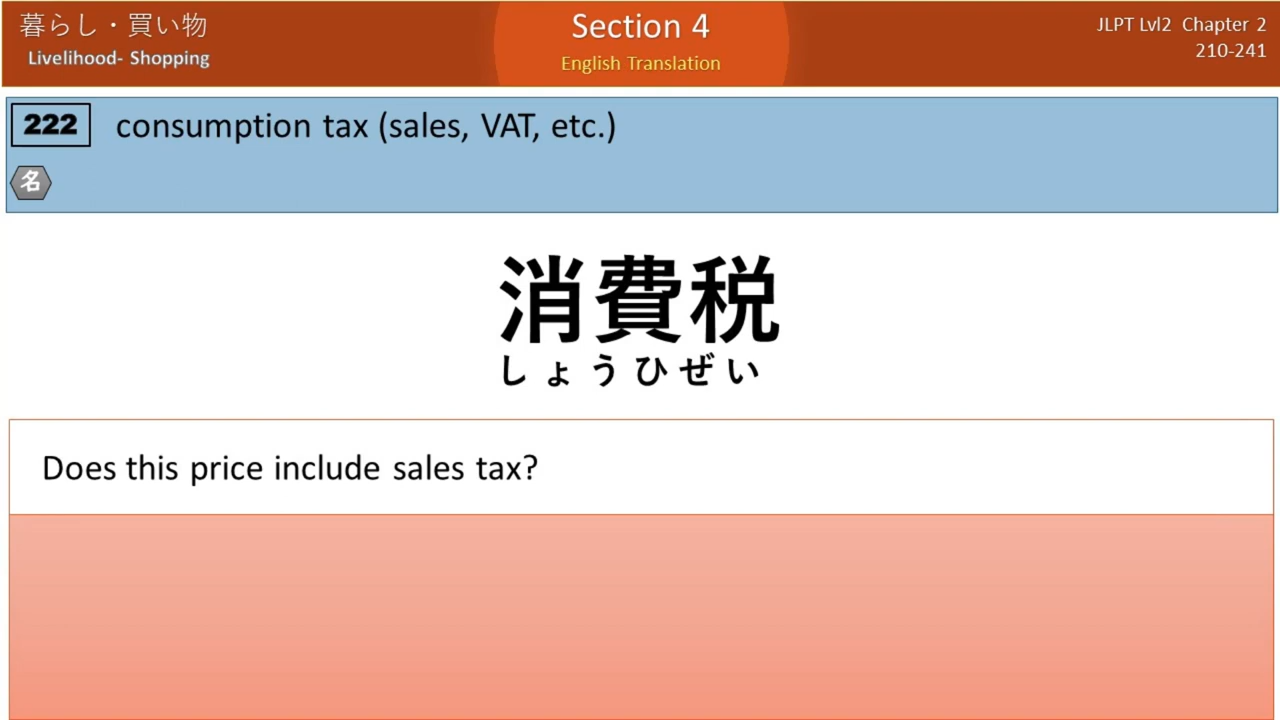 暮らし・買い物
Livelihood- Shopping
Section 4
English Translation
JLPT Lvl2 Chapter 2
210-241
222 consumption tax (sales, VAT, etc.)
名
消費税
しょうひぜい
Does this price include sales tax?